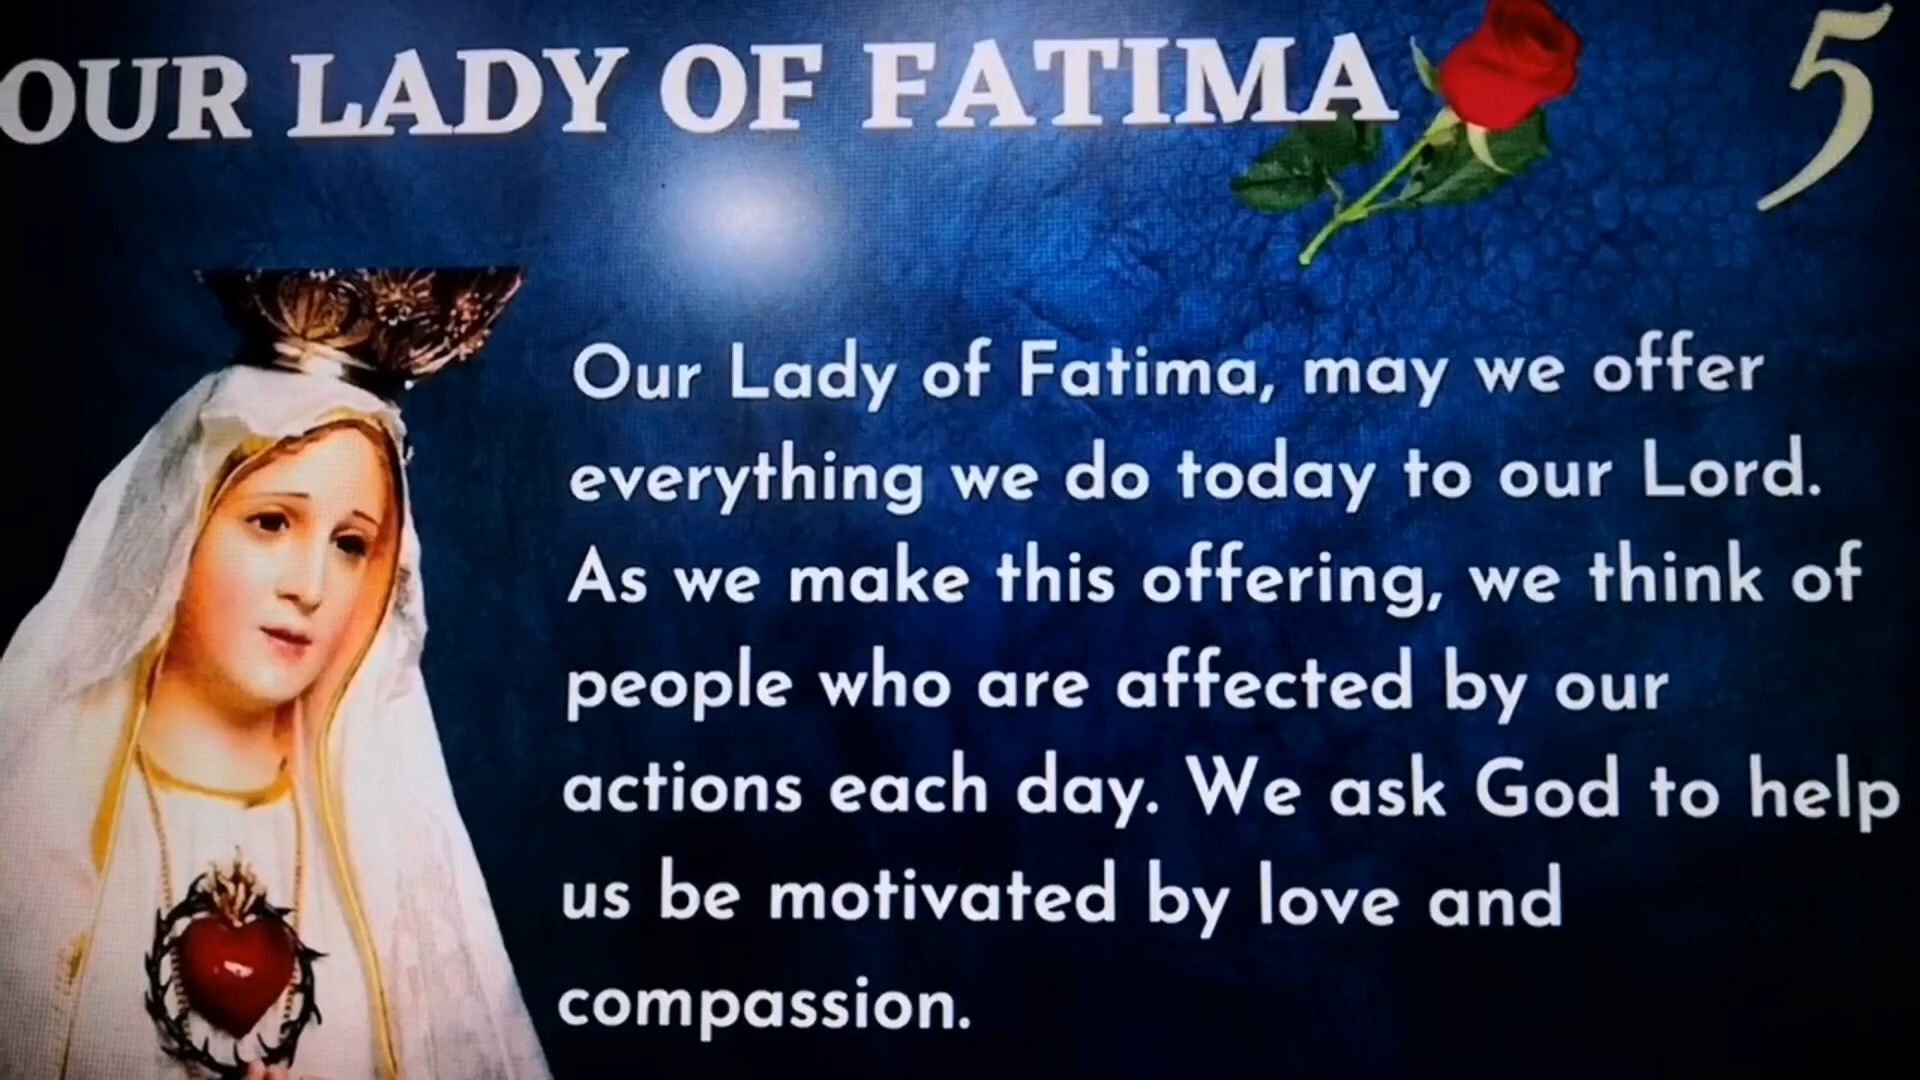 OUR LADY OF FATIMA
5
Our Lady of Fatima, may we offer
everything we do today to our Lord.
As we make this offering, we think of
people who are affected by our
actions each day. We ask God to help
us be motivated by love and
compassion.